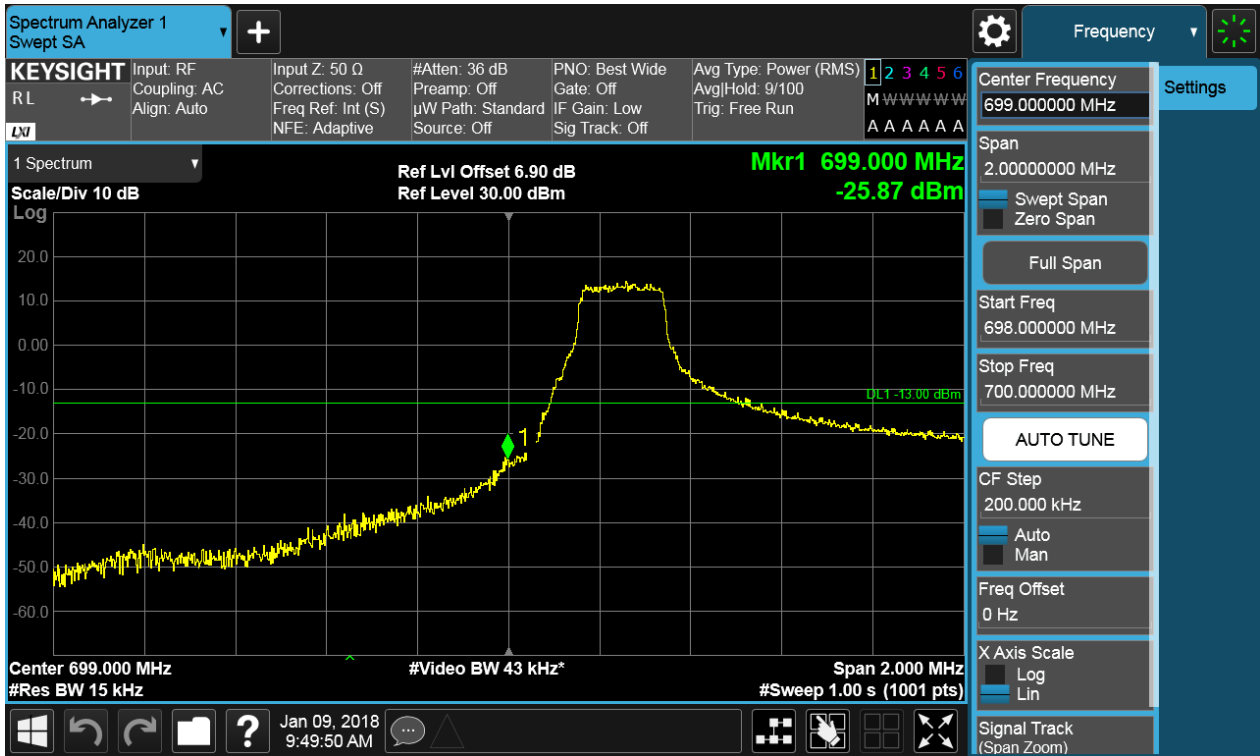 Spectrum Analyzer 1
Swept SA
+
Frequency
KEYSIGHT
R L
LXI
Input: RF
Coupling: AC
Align: Auto
Input Z: 50 Ω
Corrections: Off
Freq Ref: Int (S)
NFE: Adaptive
#Atten: 36 dB
Preamp: Off
µW Path: Standard
Source: Off
PNO: Best Wide
Gate: Off
IF Gain: Low
Sig Track: Off
Avg Type: Power (RMS)
Avg|Hold: 9/100
Trig: Free Run
1 2 3 4 5 6
M W W W W W
A A A A A A
1 Spectrum
Scale/Div 10 dB
Log
Ref Lvl Offset 6.90 dB
Ref Level 30.00 dBm
Mkr1 699.000 MHz
-25.87 dBm
20.0
10.0
0.00
-10.0
-20.0
-30.0
-40.0
-50.0
-60.0
DL1 -13.00 dBm
1
Center 699.000 MHz
#Res BW 15 kHz
#Video BW 43 kHz*
Span 2.000 MHz
#Sweep 1.00 s (1001 pts)
Center Frequency
699.000000 MHz
Span
2.00000000 MHz
Swept Span
Zero Span
Full Span
Start Freq
698.000000 MHz
Stop Freq
700.000000 MHz
AUTO TUNE
CF Step
200.000 kHz
Auto
Man
Freq Offset
0 Hz
X Axis Scale
Log
Lin
Signal Track
(Span Zoom)
Settings
?
Jan 09, 2018
9:49:50 AM